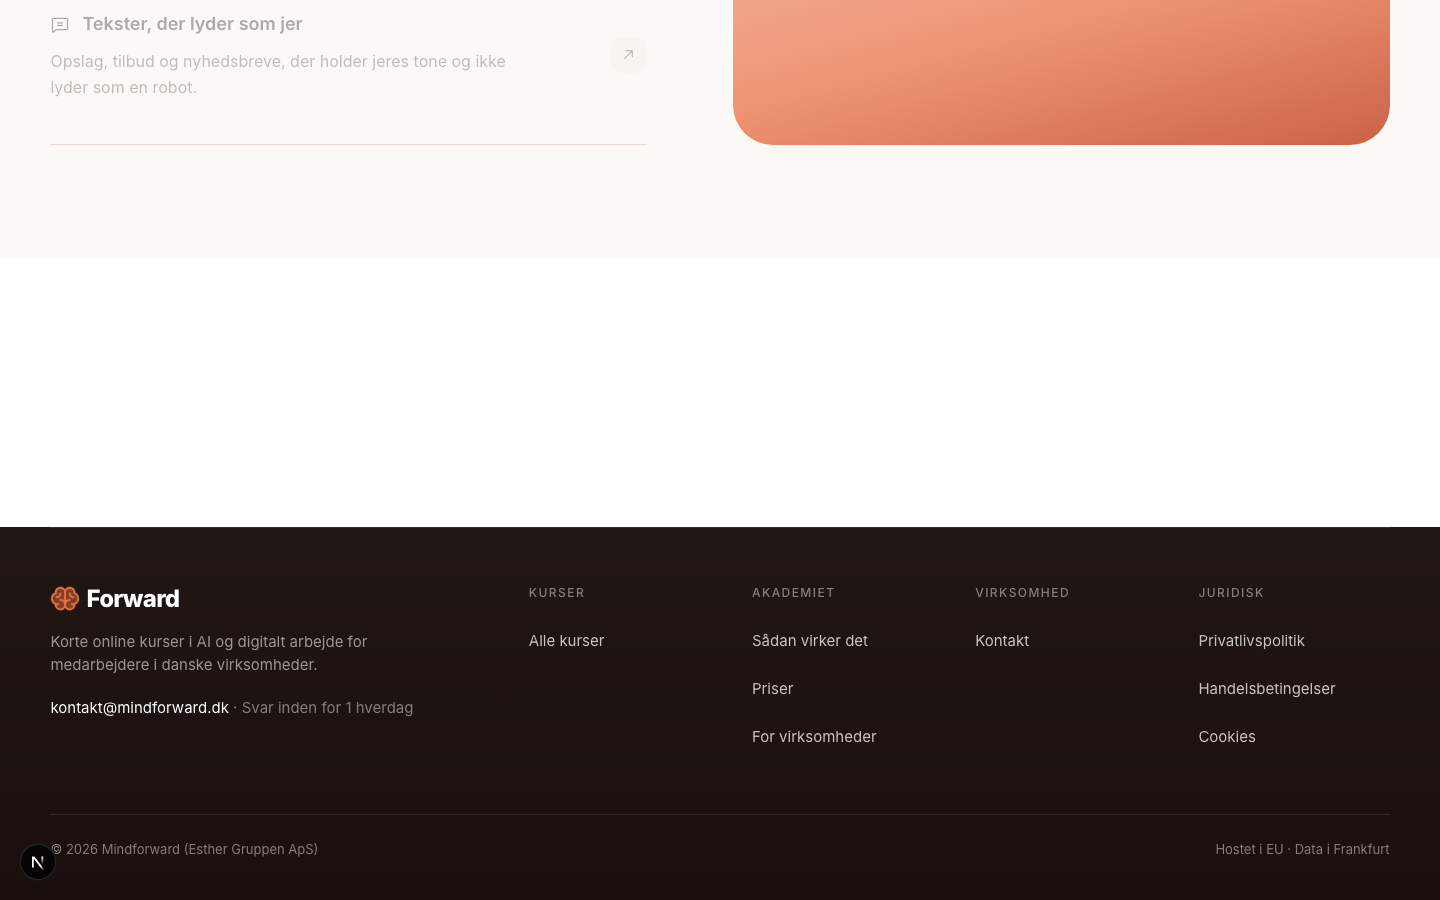 Tekster, der lyder som jer
Opslag, tilbud og nyhedsbreve, der holder jeres tone og ikke
lyder som en robot.
Forward
Korte online kurser i AI og digitalt arbejde for
medarbejdere i danske virksomheder.
kontakt@mindforward.dk · Svar inden for 1 hverdag
KURSER
Alle kurser
AKADEMIET
Sådan virker det
Priser
For virksomheder
VIRKSOMHED
Kontakt
JURIDISK
Privatlivspolitik
Handelsbetingelser
Cookies
© 2026 Mindforward (Esther Gruppen ApS)
Hostet i EU · Data i Frankfurt